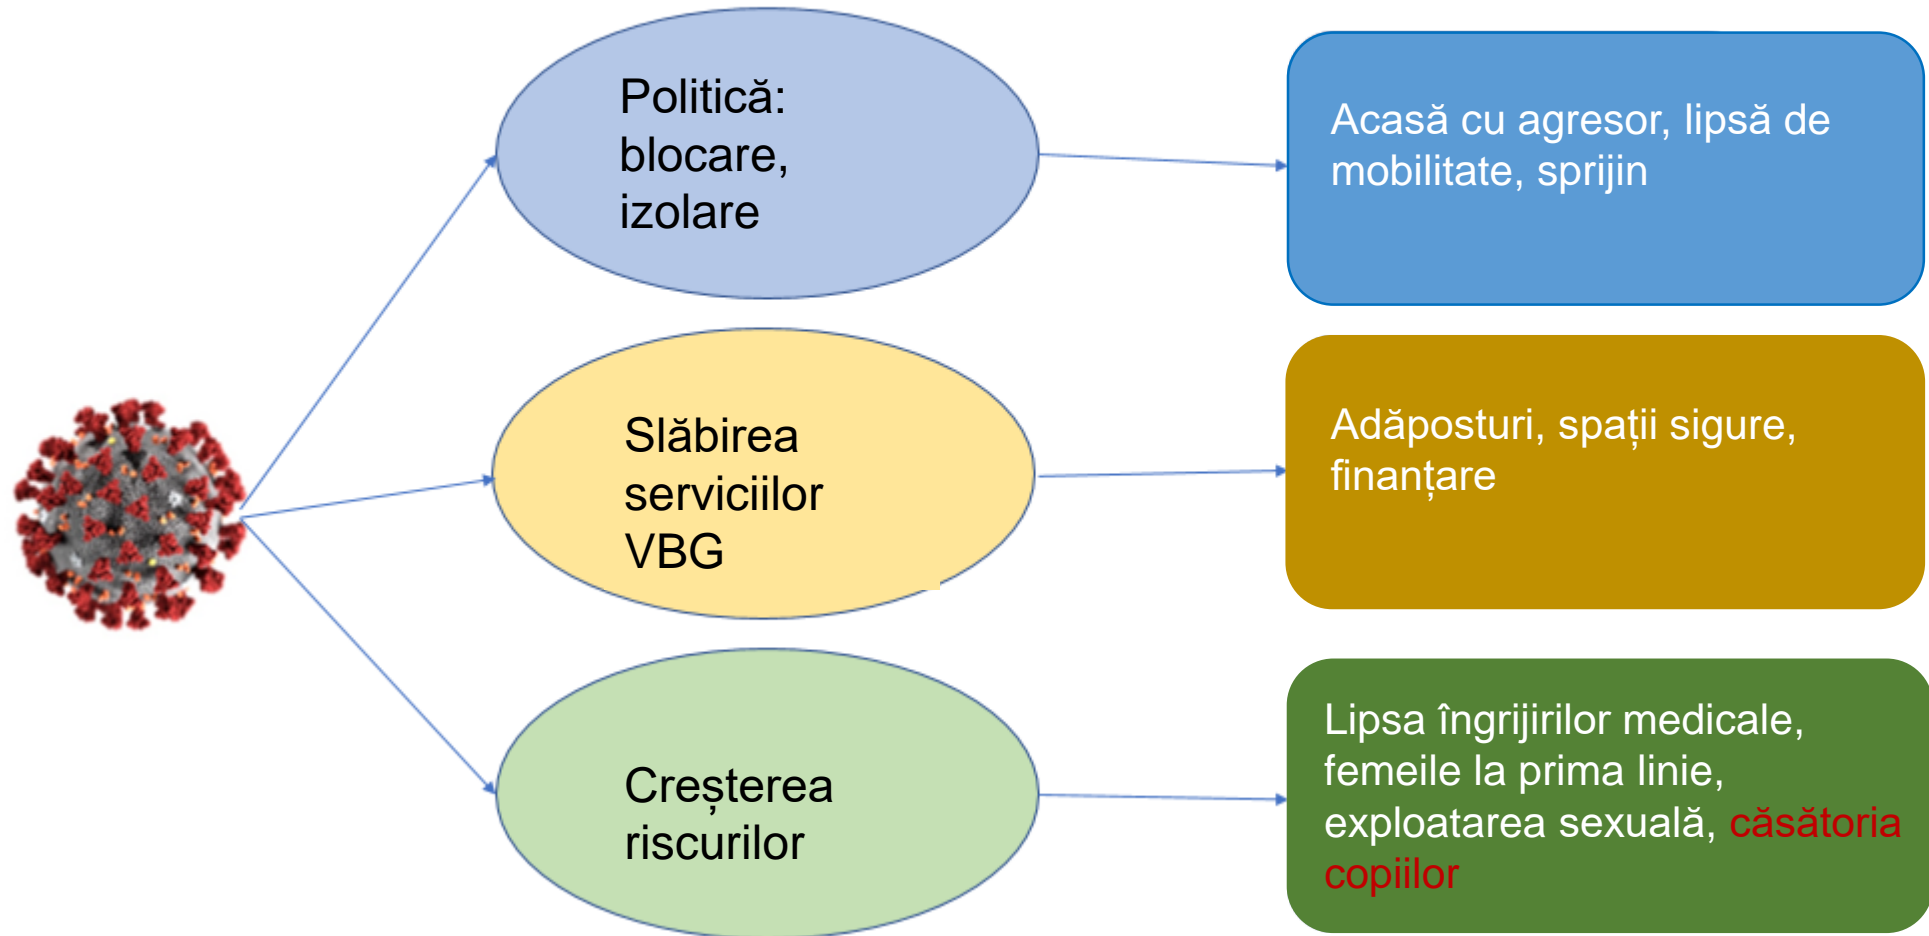 Politică:
blocare,
izolare
Acasă cu agresor, lipsă de
mobilitate, sprijin
Slăbirea
serviciilor
VBG
Adăposturi, spații sigure,
finanțare
Creșterea
riscurilor
Lipsa îngrijirilor medicale,
femeile la prima linie,
exploatarea sexuală, căsătoria
copiilor